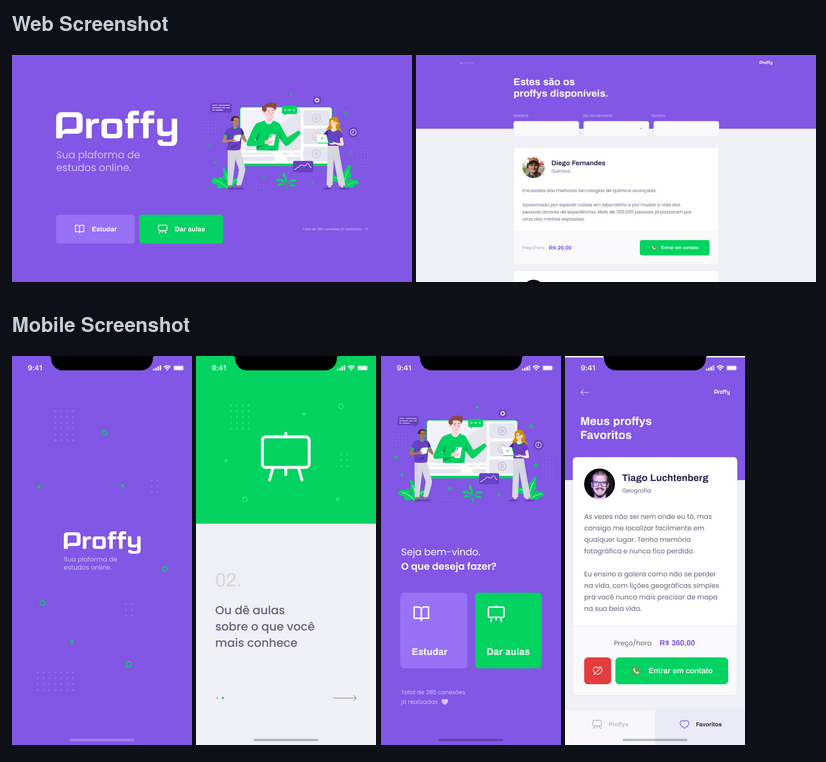 Web Screenshot
Proffy
Sua plaforma de
estudos online.
Estudar
Dar aulas
Total de 285 conexões já realizadas
Proffy
Estes são os
proffys disponíveis.
Matéria
Dia da semana
Horário
Diego Fernandes
Química
Entusiasta das melhores tecnologias de química avançada.
Apaixonado por explodir coisas em laboratório e por mudar a vida das
pessoas através de experiências. Mais de 200.000 pessoas já passaram por
uma das minhas explosões.
Preço/hora R$ 20,00
Entrar em contato
Mobile Screenshot
9:41
Proffy
Sua plaforma de
estudos online.
9:41
02.
Ou dê aulas
sobre o que você
mais conhece
9:41
Seja bem-vindo.
O que deseja fazer?
Estudar
Dar aulas
Total de 285 conexões
já realizadas
9:41
Proffy
Meus proffys
Favoritos
Tiago Luchtenberg
Geografia
As vezes não sei nem onde eu tô, mas
consigo me localizar facilmente em
qualquer lugar. Tenho memória
fotográfica e nunca fico perdido.
Eu ensino a galera como não se perder
na vida, com lições geográficas simples
pra você nunca mais precisar de mapa
na sua bela vida.
Preço/hora R$ 360,00
Entrar em contato
Proffys
Favoritos